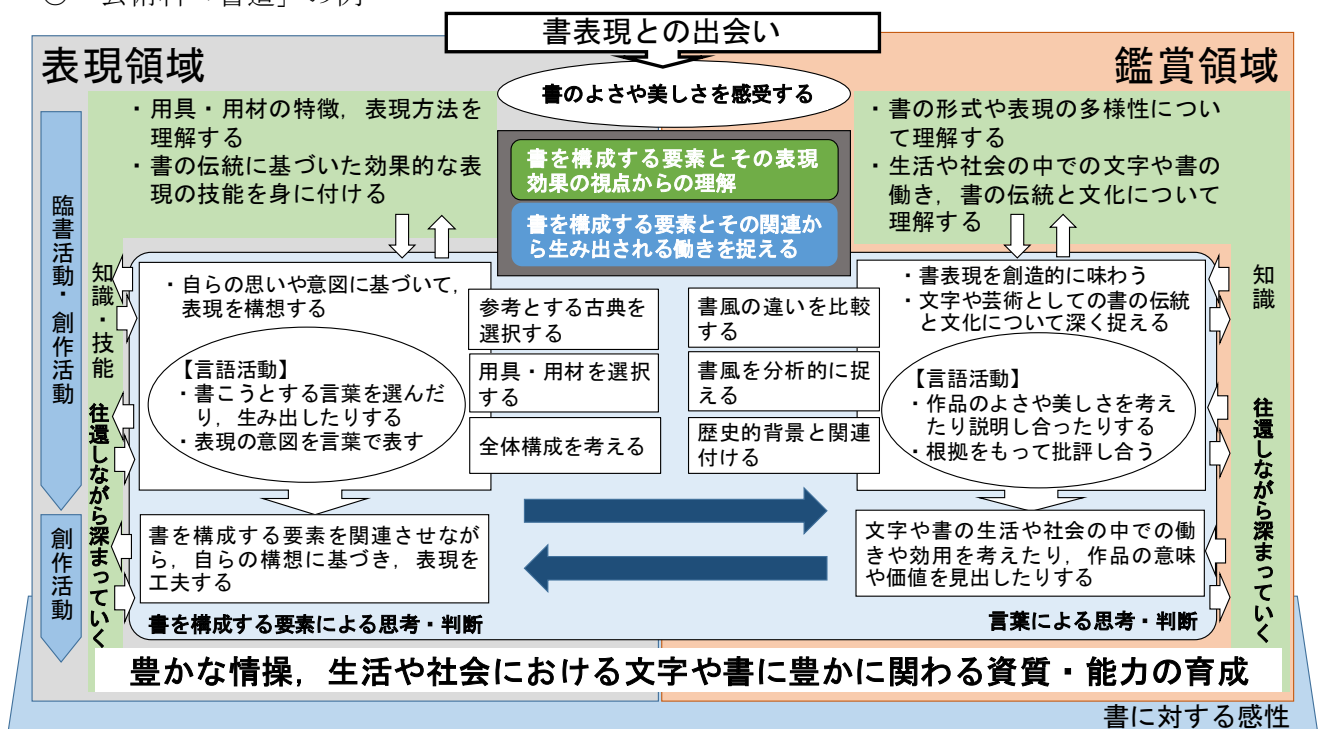 書表現との出会い
表現領域
鑑賞領域
書のよさや美しさを感受する
・用具・用材の特徴，表現方法を
理解する
・書の伝統に基づいた効果的な表
現の技能を身に付ける
書を構成する要素とその表現
効果の視点からの理解
書を構成する要素とその関連か
ら生み出される働きを捉える
・書の形式や表現の多様性につい
て理解する
・生活や社会の中での文字や書の
働き，書の伝統と文化について
理解する
臨書活動・創作活動
創作活動
知識・技能
往還しながら深まっていく
・自らの思いや意図に基づいて，
表現を構想する
【言語活動】
・書こうとする言葉を選んだ
り，生み出したりする
・表現の意図を言葉で表す
参考とする古典を
選択する
用具・用材を選択
する
全体構成を考える
書風の違いを比較
する
書風を分析的に捉
える
歴史的背景と関連
付ける
・書表現を創造的に味わう
・文字や芸術としての書の伝統
と文化について深く捉える
【言語活動】
・作品のよさや美しさを考え
たり説明し合ったりする
・根拠をもって批評し合う
知識
往還しながら深まっていく
書を構成する要素を関連させなが
ら，自らの構想に基づき，表現を
工夫する
文字や書の生活や社会の中での働
きや効用を考えたり，作品の意味
や価値を見出したりする
書を構成する要素による思考・判断
言葉による思考・判断
豊かな情操，生活や社会における文字や書に豊かに関わる資質・能力の育成
書に対する感性